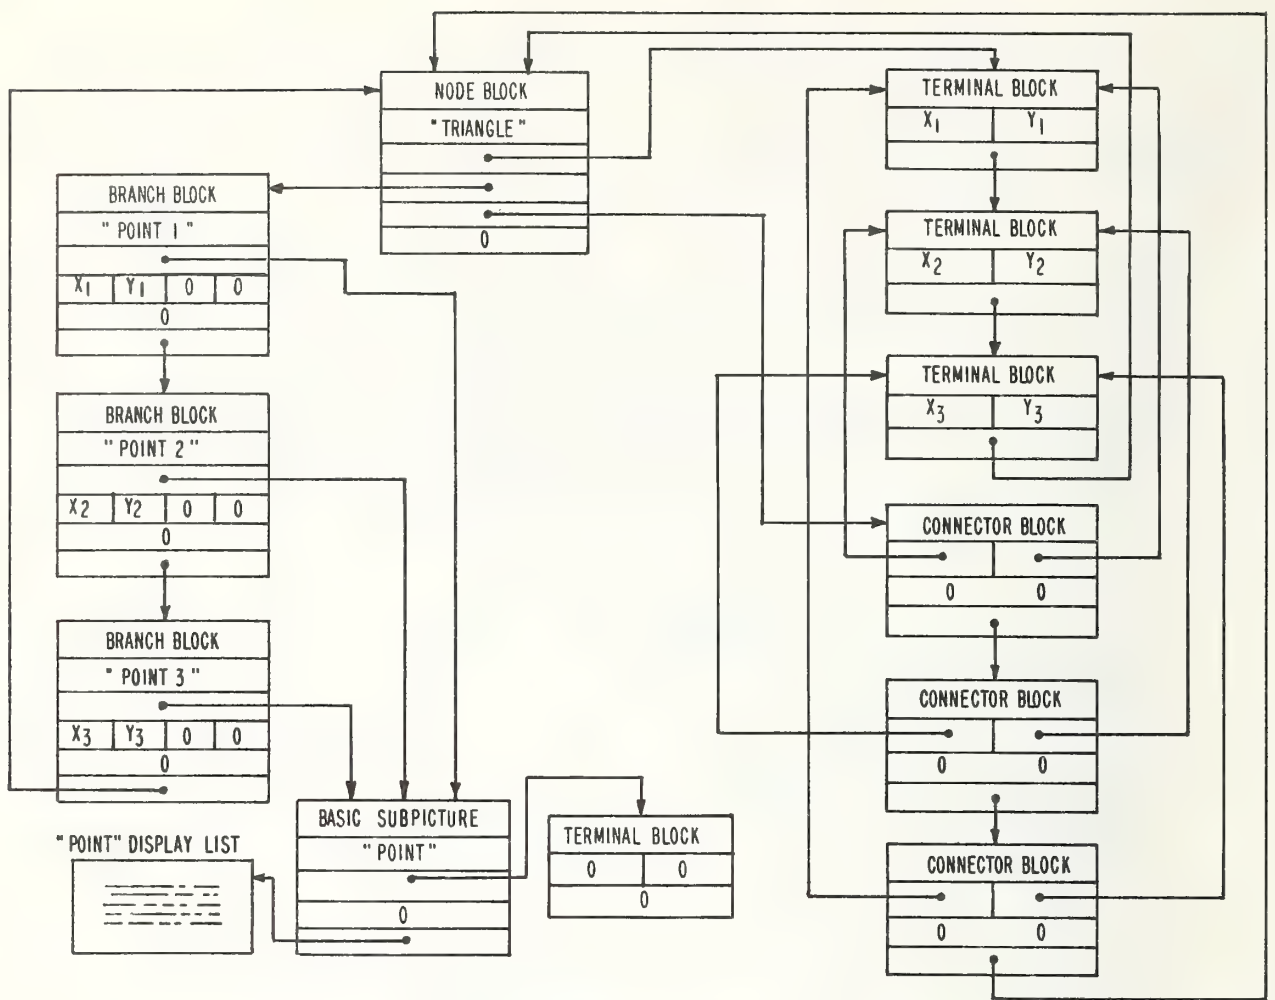 NODE BLOCK
"TRIANGLE"
0
BRANCH BLOCK
"POINT 1"
X1 Y1 0 0
0
BRANCH BLOCK
"POINT 2"
X2 Y2 0 0
0
BRANCH BLOCK
"POINT 3"
X3 Y3 0 0
0
"POINT" DISPLAY LIST
BASIC SUBPICTURE
"POINT"
0
TERMINAL BLOCK
0 0
0
TERMINAL BLOCK
X1 Y1
TERMINAL BLOCK
X2 Y2
TERMINAL BLOCK
X3 Y3
CONNECTOR BLOCK
0 0
CONNECTOR BLOCK
0 0
CONNECTOR BLOCK
0 0